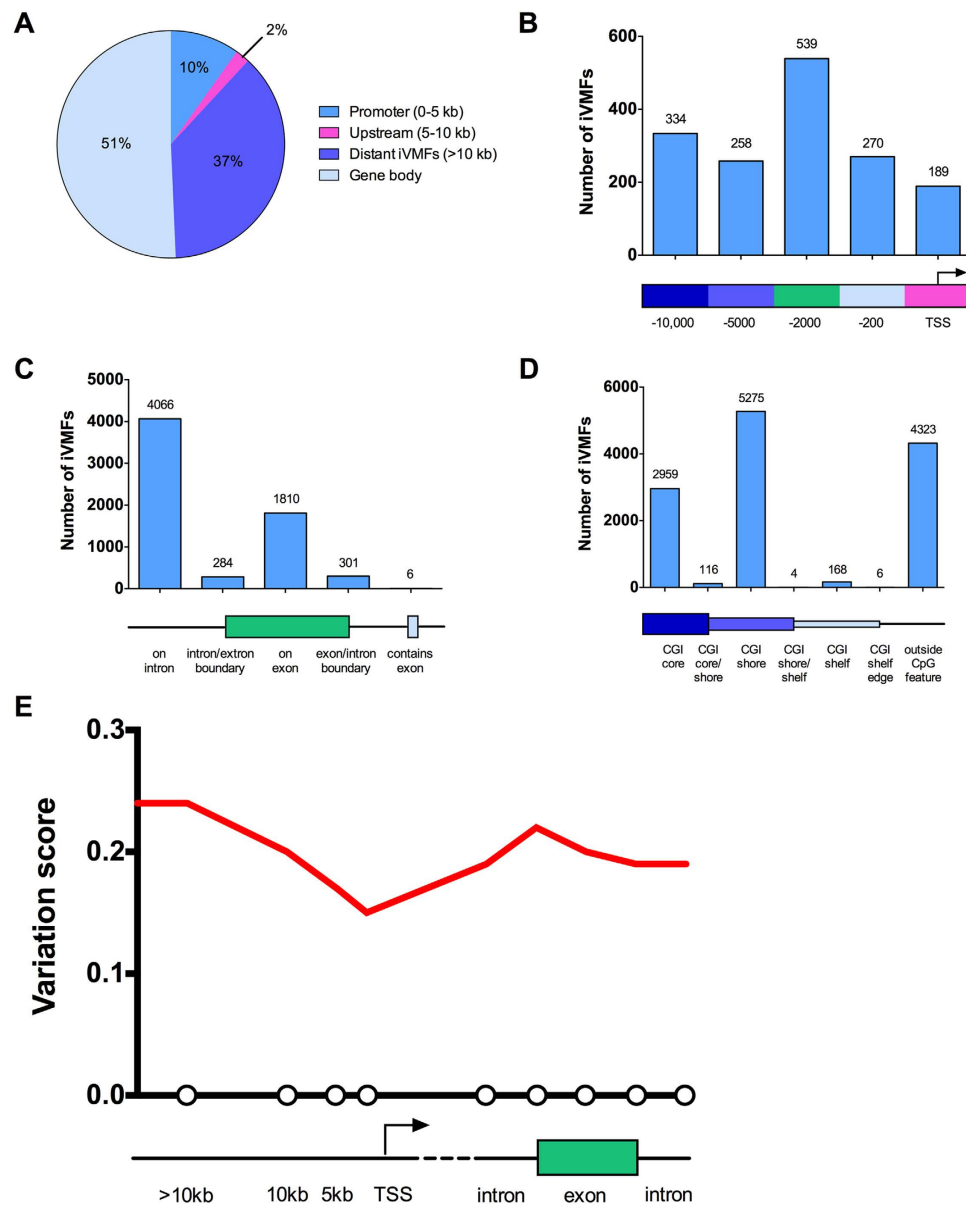 A
2%
10%
51%
37%
Promoter (0-5 kb)
Upstream (5-10 kb)
Distant iVMFs (>10 kb)
Gene body
B
Number of iVMFs
600
400
200
0
334
258
539
270
189
-10,000
-5000
-2000
-200
TSS
C
Number of iVMFs
5000
4000
3000
2000
1000
0
4066
284
1810
301
6
on intron
intron/extron boundary
on exon
exon/intron boundary
contains exon
D
Number of iVMFs
6000
4000
2000
0
2959
116
5275
4
168
6
4323
CGI core
CGI core/ shore
CGI shore
CGI shore/ shelf
CGI shelf
CGI shelf edge
outside CpG feature
E
Variation score
0.3
0.2
0.1
0.0
>10kb
10kb
5kb
TSS
intron
exon
intron